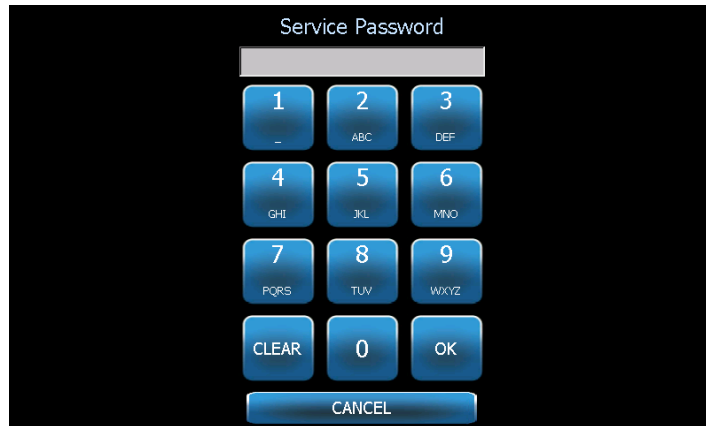 Service Password
1 2 3
_ ABC DEF
4 5 6
GHI JKL MNO
7 8 9
PQRS TUV WXYZ
CLEAR 0 OK
CANCEL